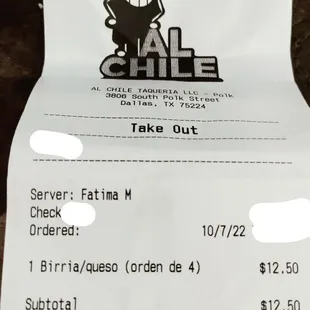 AL
CHILE
AL CHILE TAQUERIA LLC - Polk
3806 South Polk Street
Dallas, TX 75224
Take Out
Server: Fatima M
Check
Ordered: 10/7/22
1 Birria/queso (orden de 4) $12.50
Subtotal $12.50